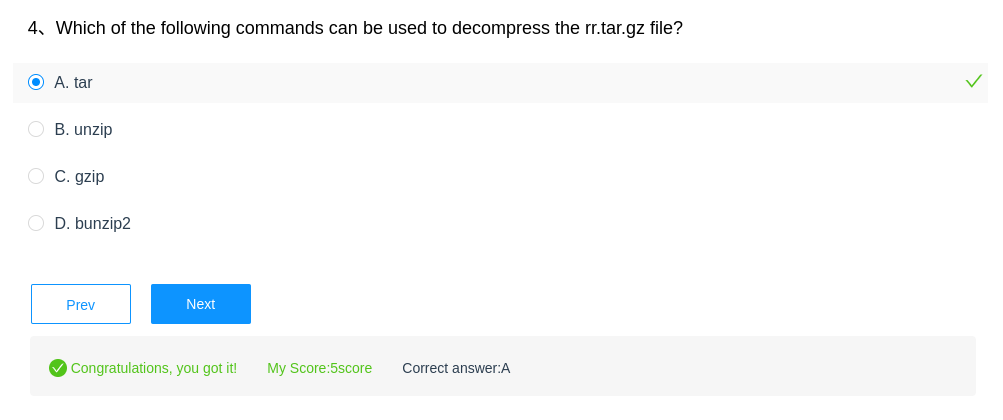 4、Which of the following commands can be used to decompress the rr.tar.gz file?
A. tar
B. unzip
C. gzip
D. bunzip2
Prev Next
Congratulations, you got it! My Score:5score Correct answer:A